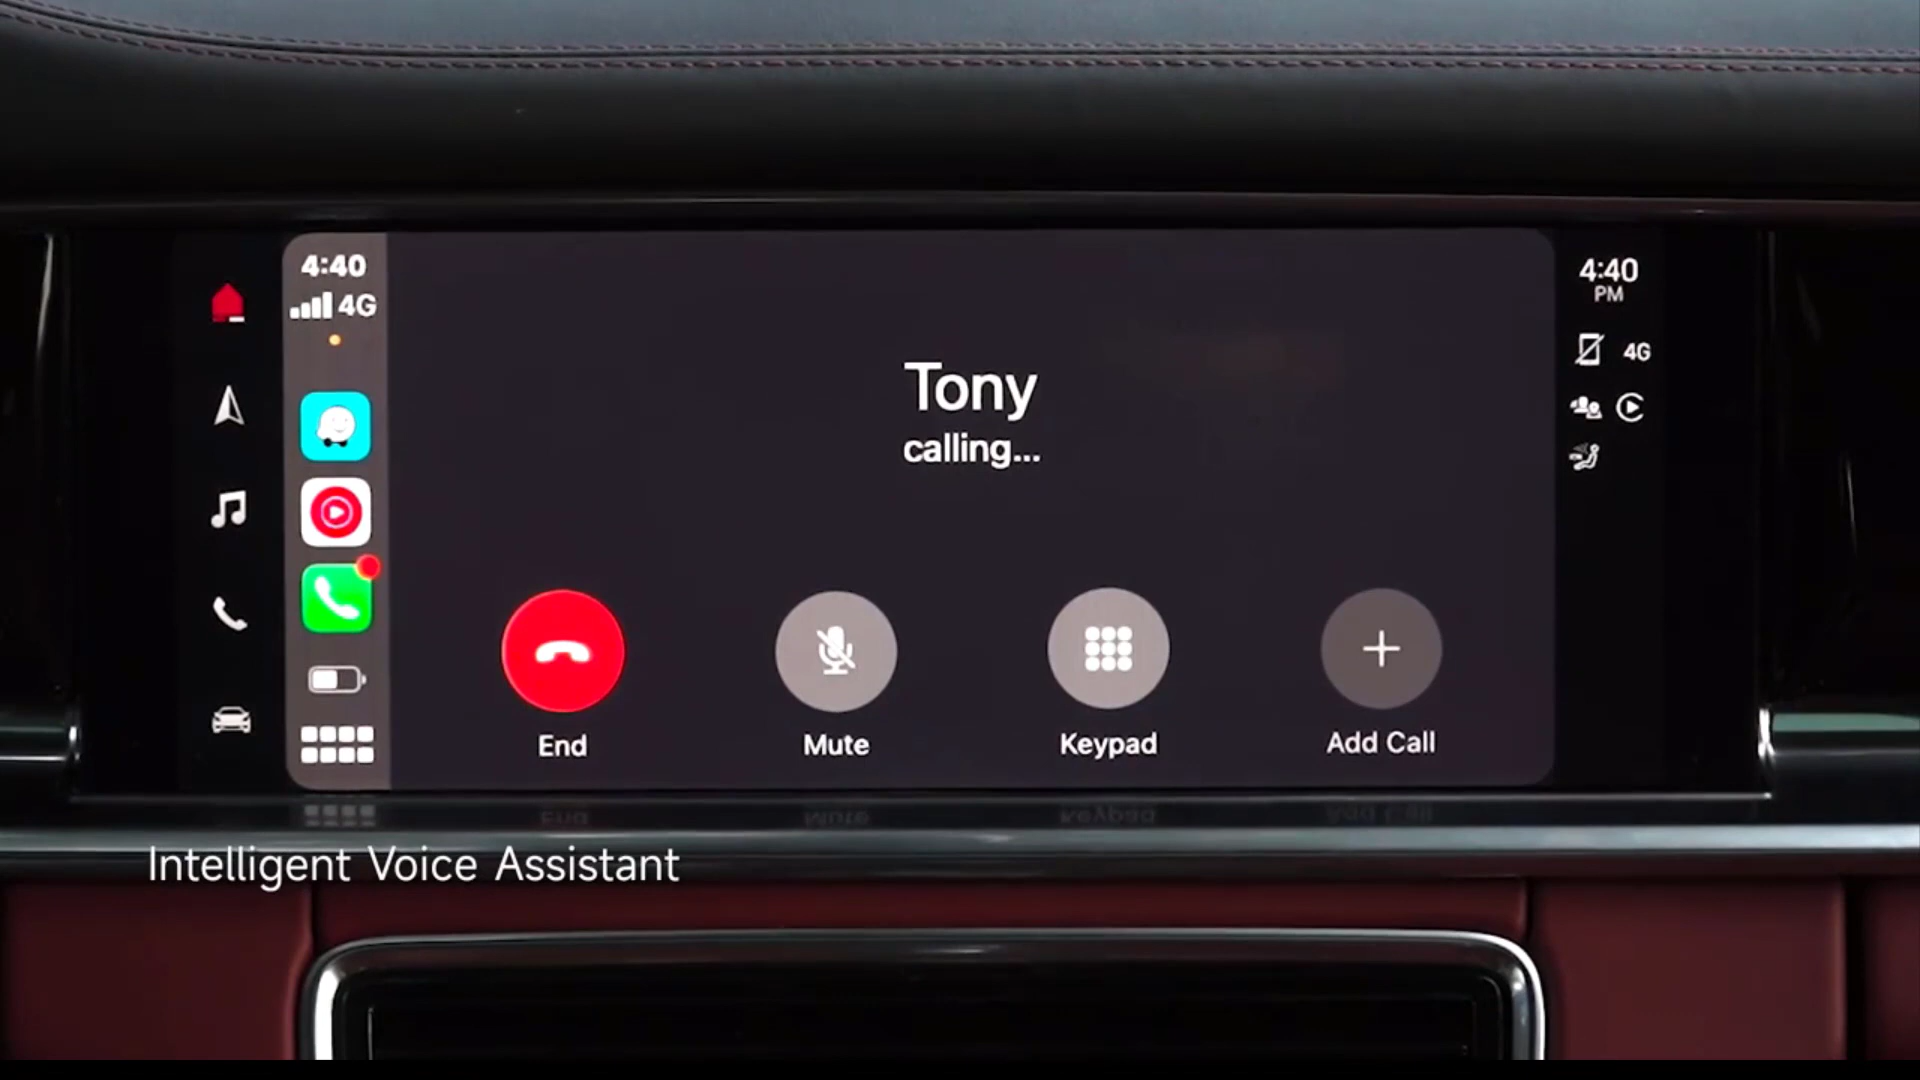 4:40
4G
Tony
calling...
End
Mute
Keypad
Add Call
4:40
PM
4G
Intelligent Voice Assistant